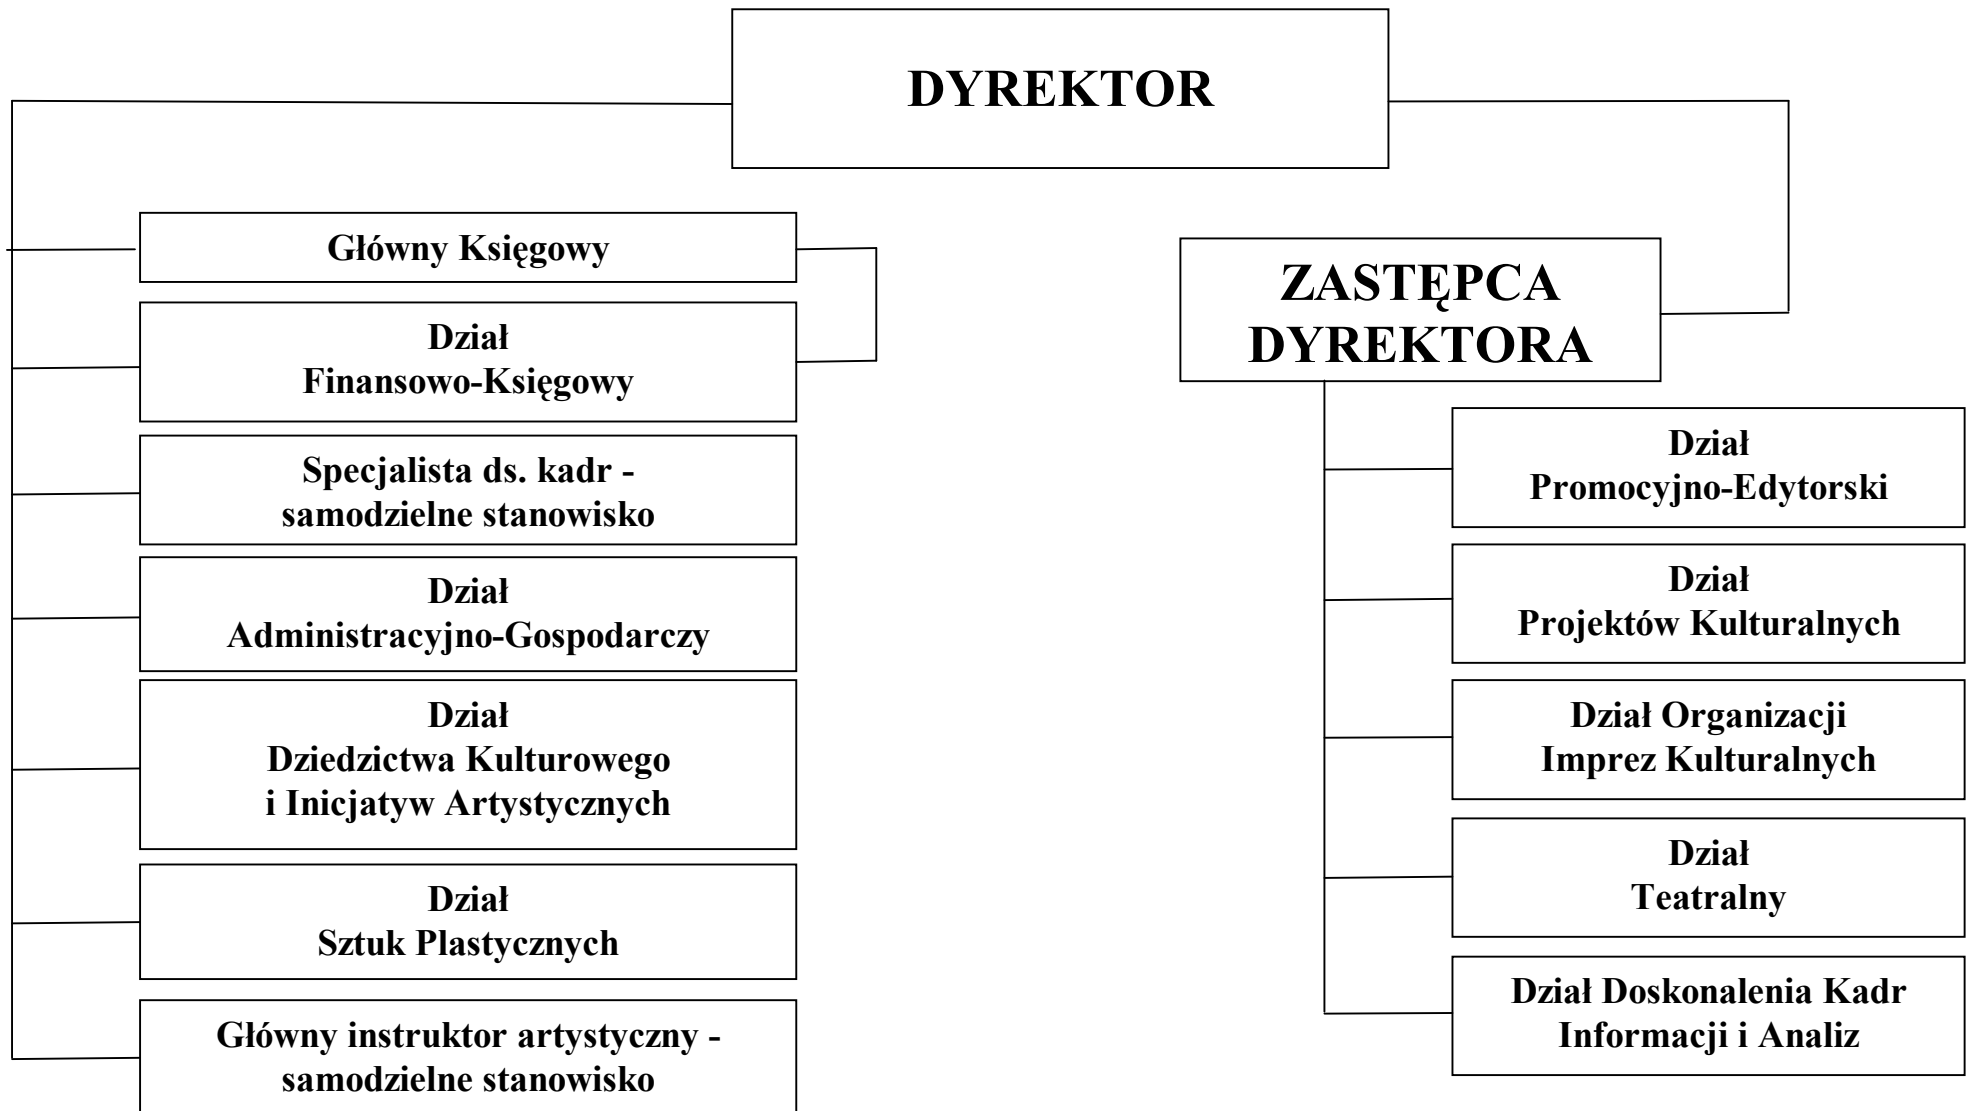 DYREKTOR
Główny Księgowy
Dział
Finansowo-Księgowy
Specjalista ds. kadr -
samodzielne stanowisko
Dział
Administracyjno-Gospodarczy
Dział
Dziedzictwa Kulturowego
i Inicjatyw Artystycznych
Dział
Sztuk Plastycznych
Główny instruktor artystyczny -
samodzielne stanowisko
ZASTĘPCA
DYREKTORA
Dział
Promocyjno-Edytorski
Dział
Projektów Kulturalnych
Dział Organizacji
Imprez Kulturalnych
Dział
Teatralny
Dział Doskonalenia Kadr
Informacji i Analiz